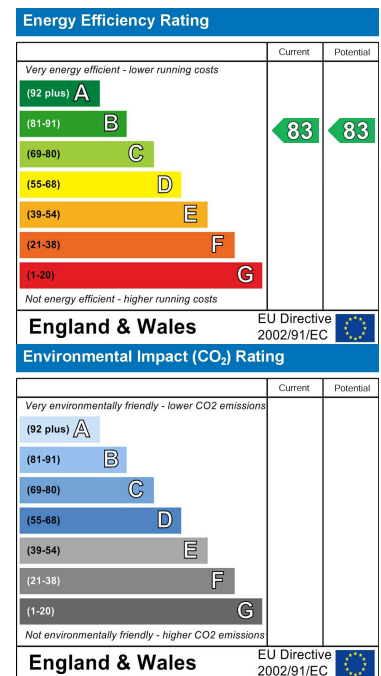 Energy Efficiency Rating
Current Potential
Very energy efficient - lower running costs
(92 plus) A
(81-91) B 83 83
(69-80) C
(55-68) D
(39-54) E
(21-38) F
(1-20) G
Not energy efficient - higher running costs
England & Wales EU Directive
2002/91/EC
Environmental Impact (CO₂) Rating
Current Potential
Very environmentally friendly - lower CO2 emissions
(92 plus) A
(81-91) B
(69-80) C
(55-68) D
(39-54) E
(21-38) F
(1-20) G
Not environmentally friendly - higher CO2 emissions
England & Wales EU Directive
2002/91/EC